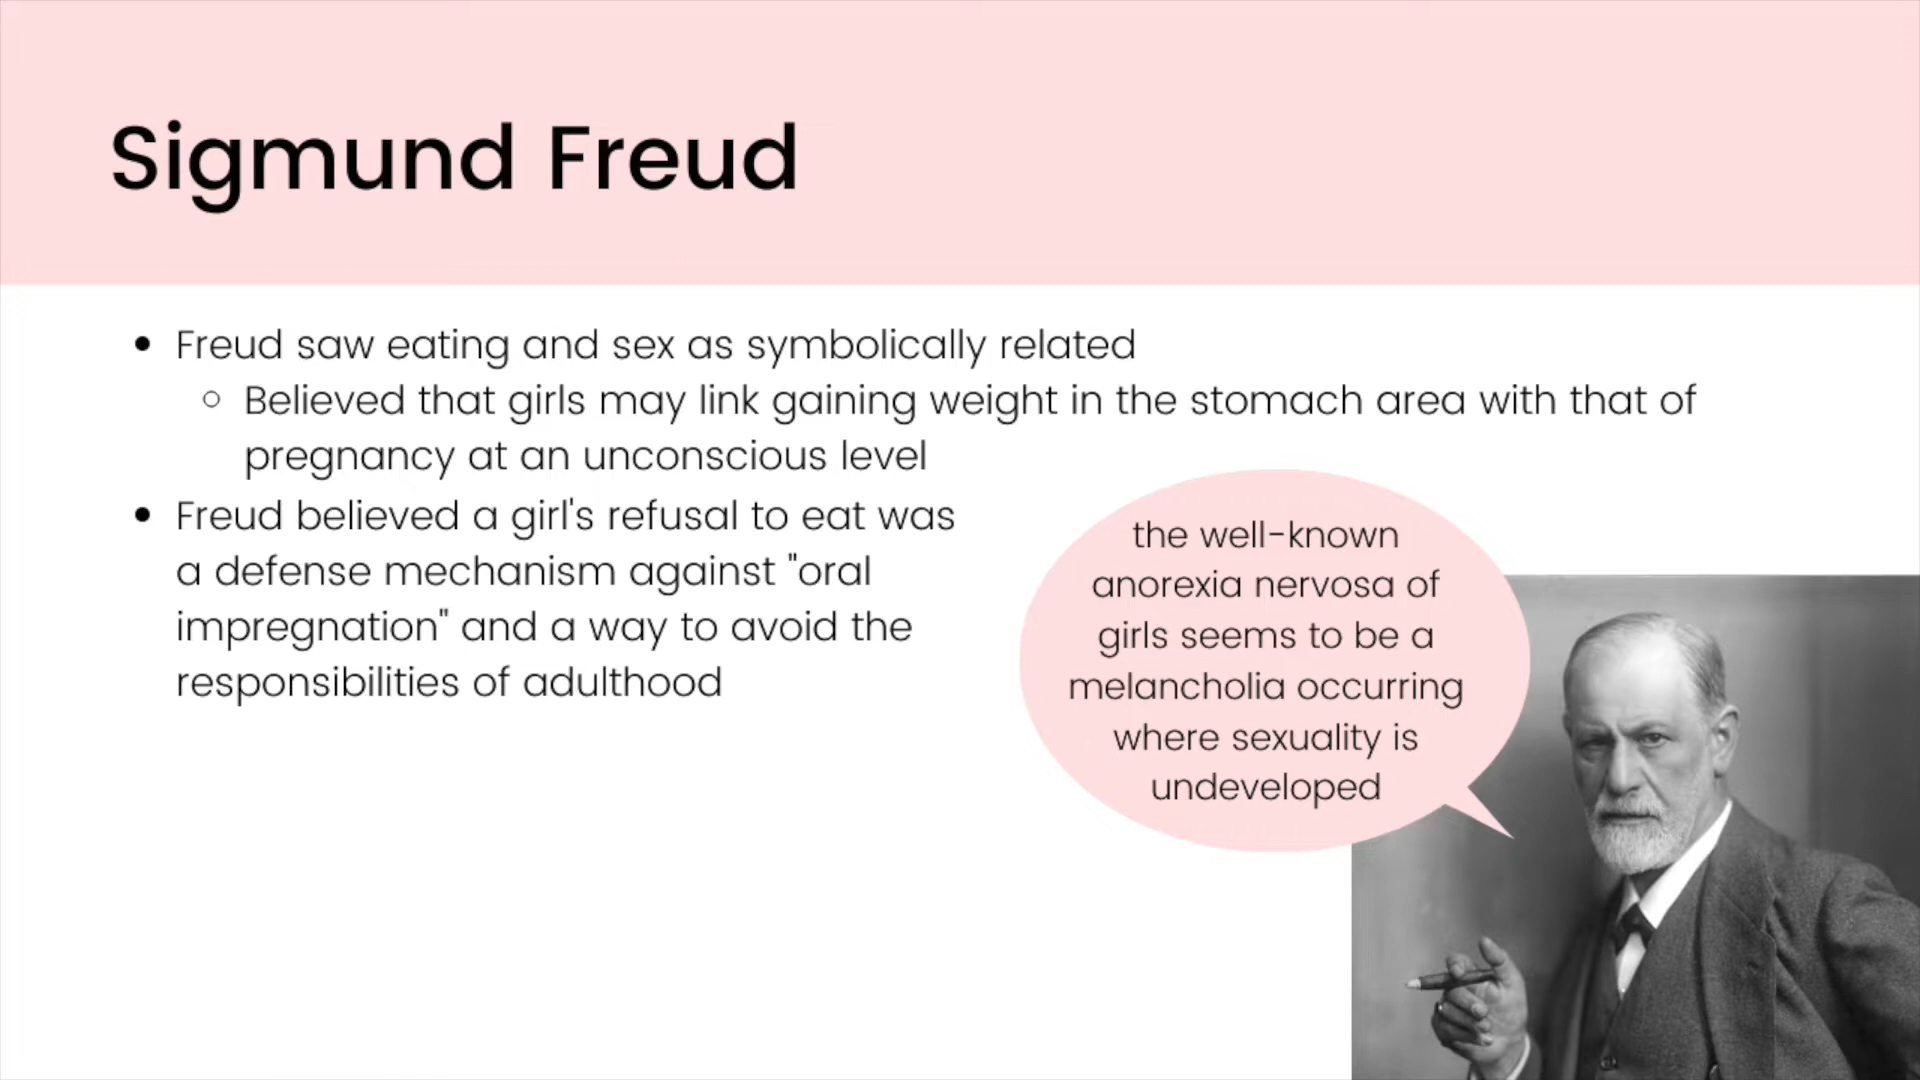 Sigmund Freud
• Freud saw eating and sex as symbolically related
○ Believed that girls may link gaining weight in the stomach area with that of
pregnancy at an unconscious level
• Freud believed a girl's refusal to eat was
a defense mechanism against "oral
impregnation" and a way to avoid the
responsibilities of adulthood
the well-known
anorexia nervosa of
girls seems to be a
melancholia occurring
where sexuality is
undeveloped